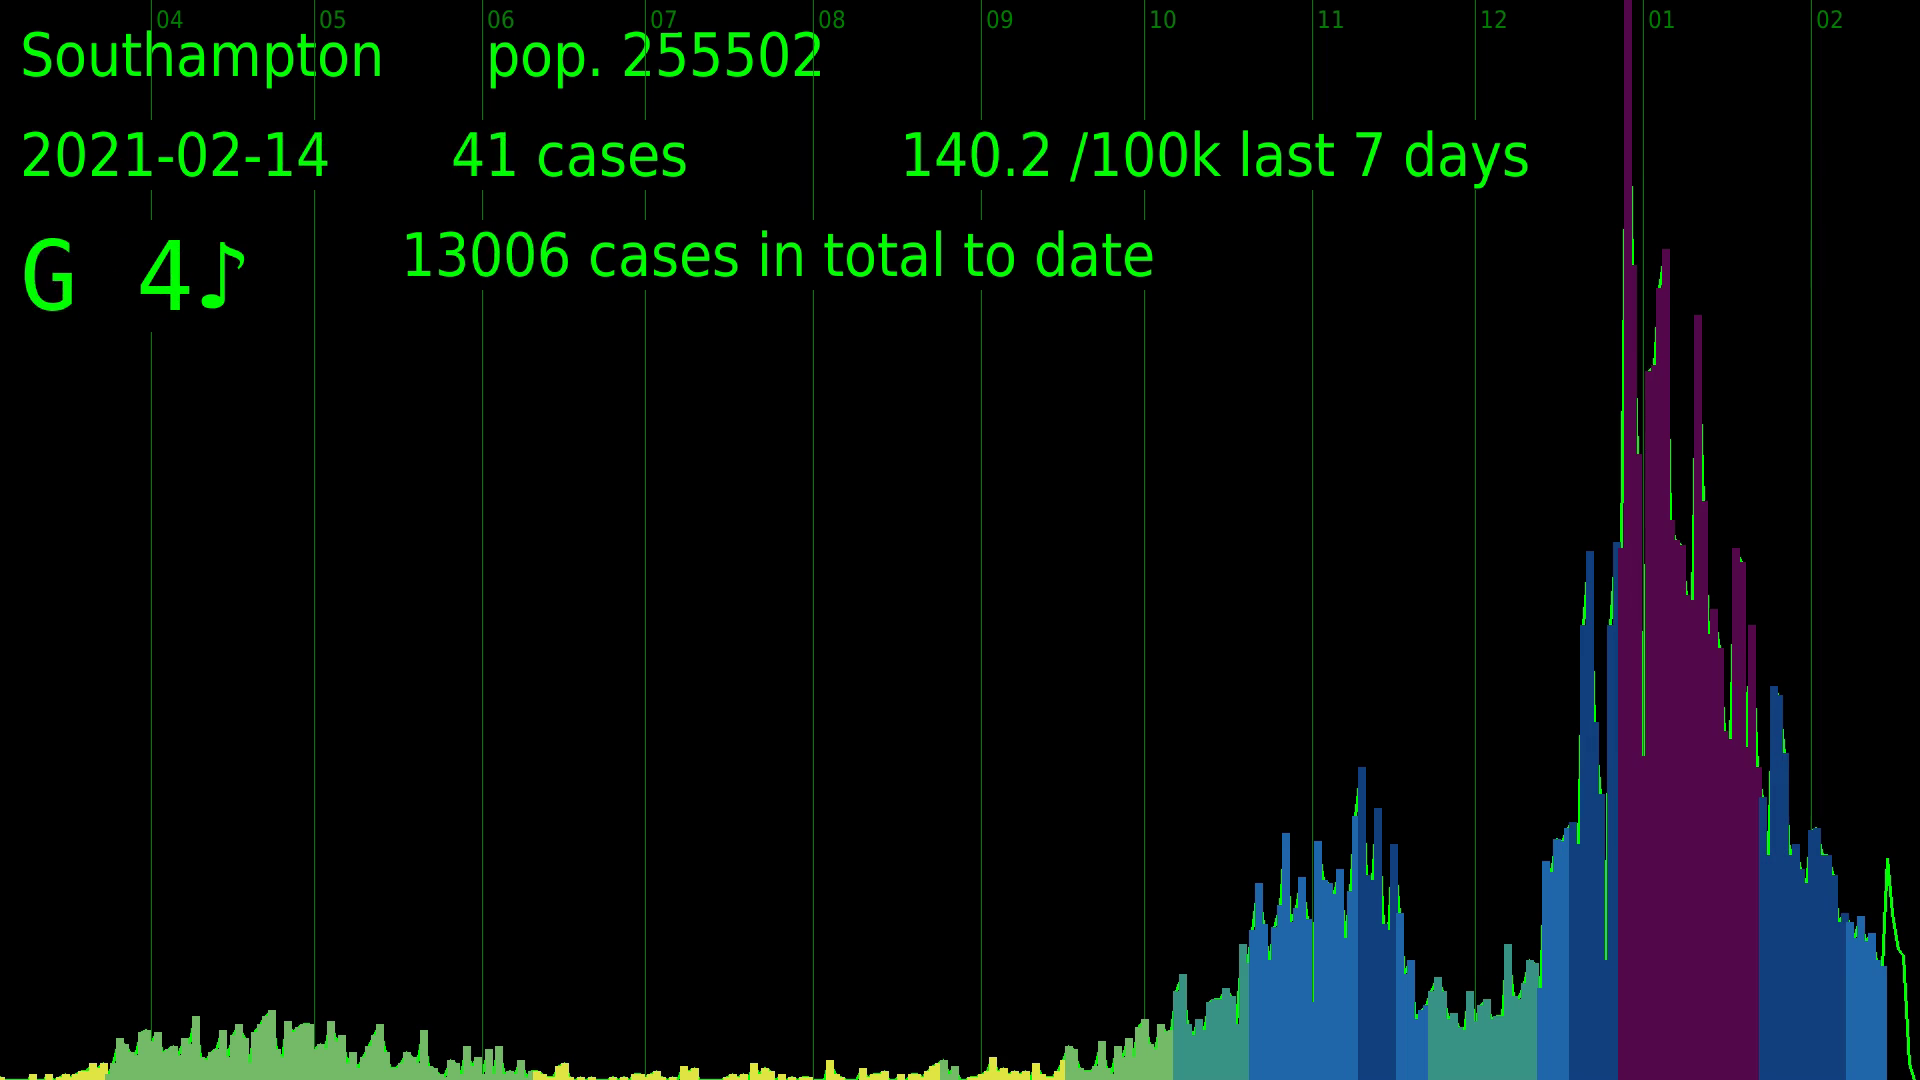 04 05 06 07 08 09 10 11 12 01 02
Southampton pop. 255502
2021-02-14 41 cases 140.2 /100k last 7 days
G 4♪ 13006 cases in total to date